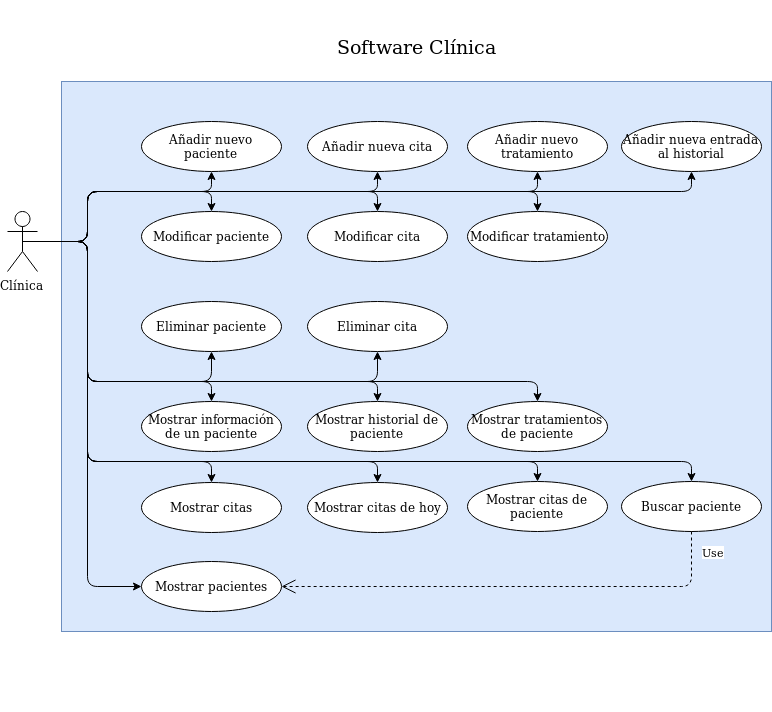 Software Clínica
Añadir nuevo
paciente
Añadir nueva cita
Añadir nuevo
tratamiento
Añadir nueva entrada
al historial
Modificar paciente
Modificar cita
Modificar tratamiento
Clínica
Eliminar paciente
Eliminar cita
Mostrar información
de un paciente
Mostrar historial de
paciente
Mostrar tratamientos
de paciente
Mostrar citas
Mostrar citas de hoy
Mostrar citas de
paciente
Buscar paciente
Use
Mostrar pacientes